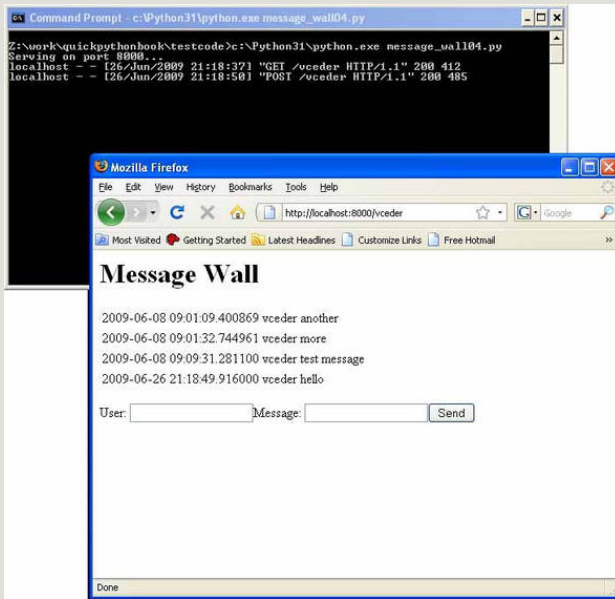 Command Prompt - c:\Python31\python.exe message_wall04.py
Z:\work\quickpythonbook\testcode>c:\Python31\python.exe message_wall04.py
Serving on port 8000...
localhost - - [26/Jun/2009 21:18:37] "GET /vceder HTTP/1.1" 200 412
localhost - - [26/Jun/2009 21:18:50] "POST /vceder HTTP/1.1" 200 485
Mozilla Firefox
File Edit View History Bookmarks Tools Help
http://localhost:8000/vceder G Google
Most Visited Getting Started Latest Headlines Customize Links Free Hotmail »
Message Wall
2009-06-08 09:01:09.400869 vceder another
2009-06-08 09:01:32.744961 vceder more
2009-06-08 09:09:31.281100 vceder test message
2009-06-26 21:18:49.916000 vceder hello
User: Message: Send
Done